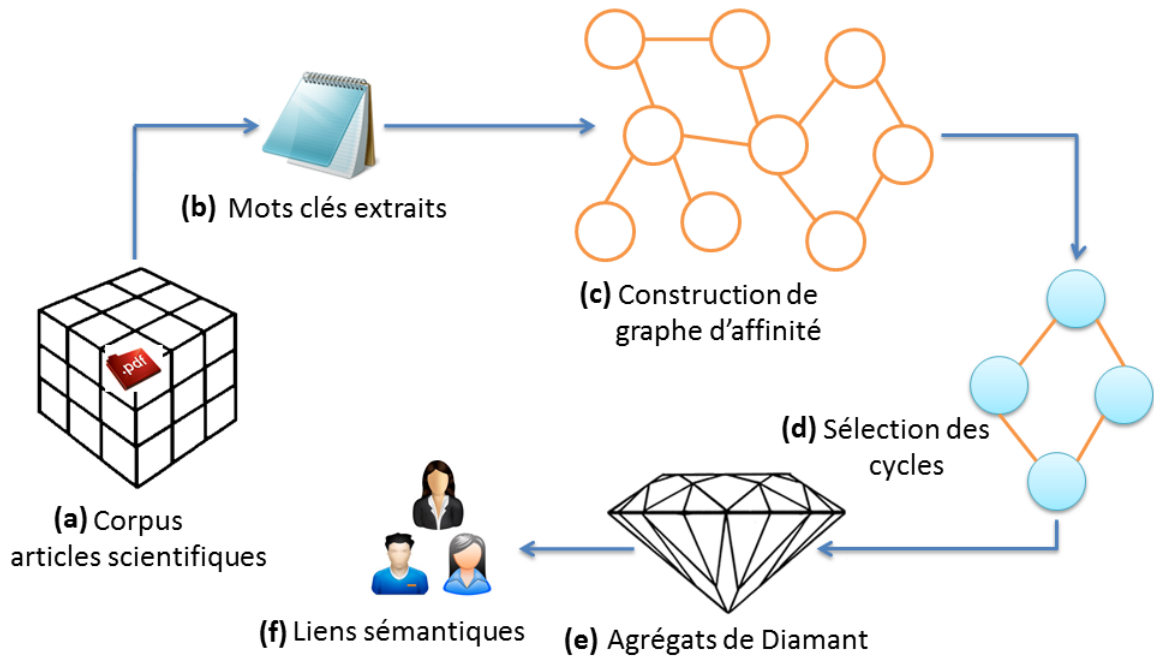 (b) Mots clés extraits
(c) Construction de
graphe d’affinité
.pdf
(d) Sélection des
cycles
(a) Corpus
articles scientifiques
(f) Liens sémantiques
(e) Agrégats de Diamant